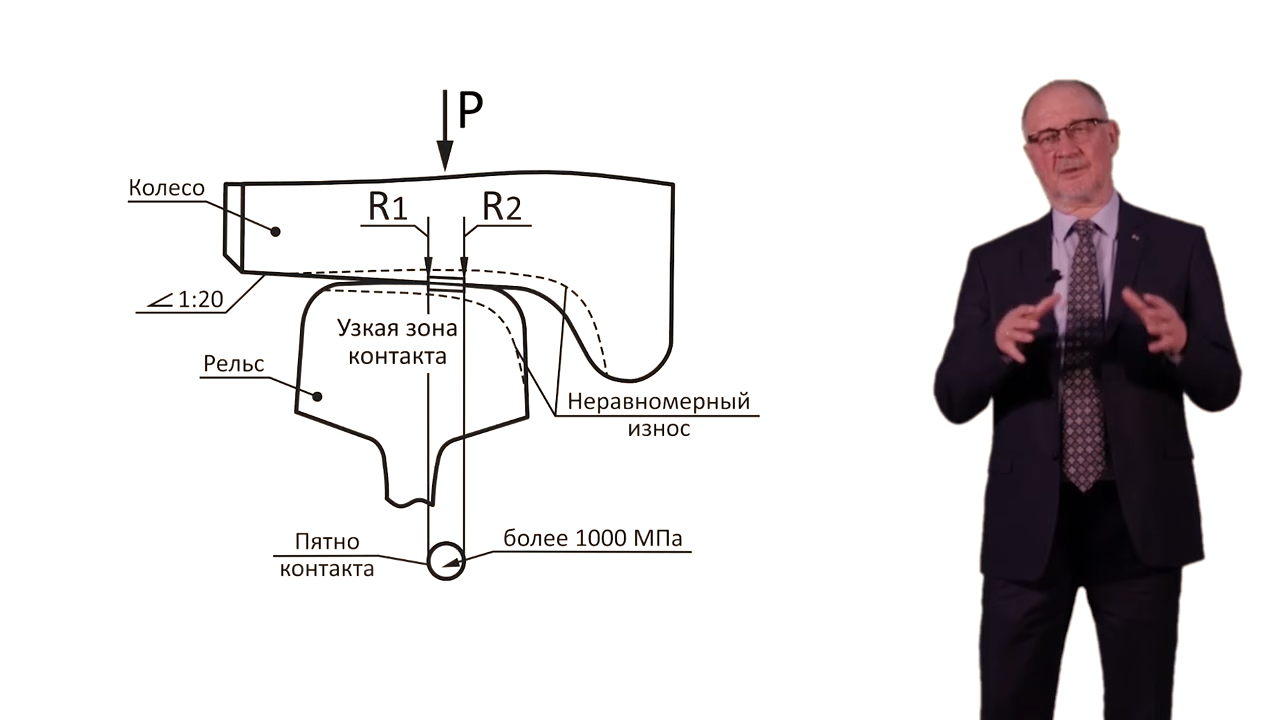 P
Колесо
R1
R2
∠1:20
Узкая зона
контакта
Рельс
Неравномерный
износ
Пятно
контакта
более 1000 МПа